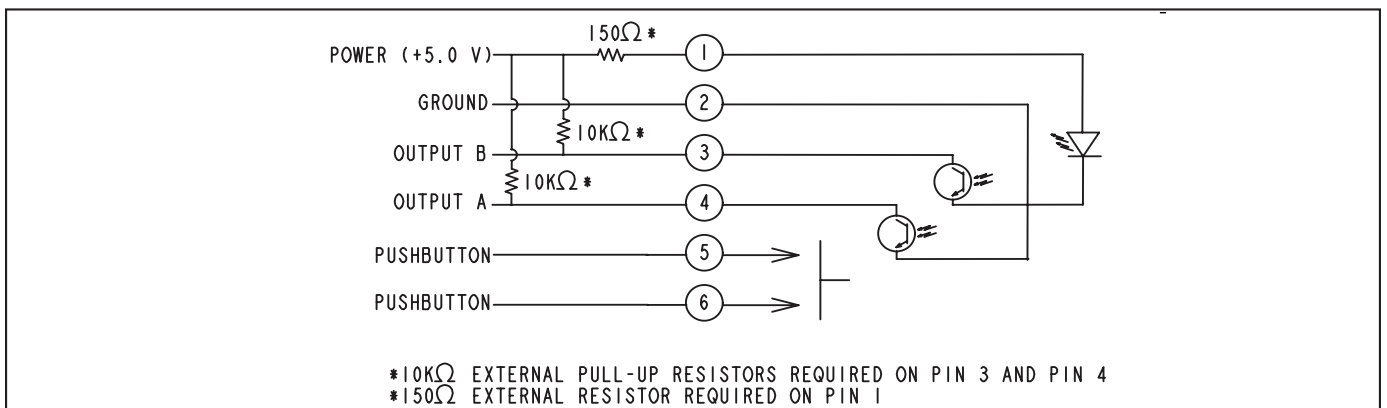 150Ω *
POWER (+5.0 V)
1
GROUND
2
10KΩ *
OUTPUT B
3
10KΩ *
OUTPUT A
4
PUSHBUTTON
5
PUSHBUTTON
6
*10KΩ EXTERNAL PULL-UP RESISTORS REQUIRED ON PIN 3 AND PIN 4
*150Ω EXTERNAL RESISTOR REQUIRED ON PIN 1